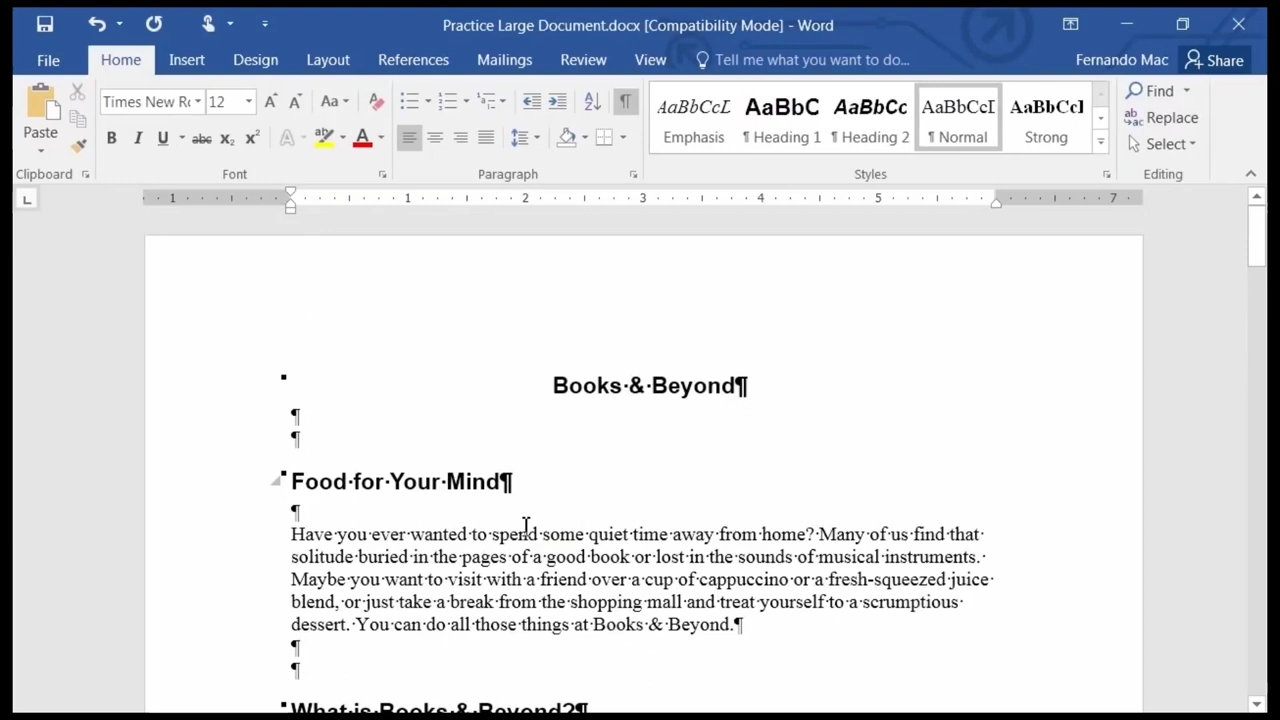 Practice Large Document.docx [Compatibility Mode] - Word
File Home Insert Design Layout References Mailings Review View Tell me what you want to do... Fernando Mac Share
Times New Ro 12 Aa AaBbCcL AaBbC AaBbCc AaBbCcI AaBbCcI Find
Paste B I U abc x₂ x² A A Emphasis ¶ Heading 1 ¶ Heading 2 ¶ Normal Strong Replace
Select
Clipboard Font Paragraph Styles Editing
1 1 2 3 4 5 7
Books·&·Beyond¶
¶
¶
Food·for·Your·Mind¶
¶
Have·you·ever·wanted·to·spend·some·quiet·time·away·from·home?·Many·of·us·find·that·
solitude·buried·in·the·pages·of·a·good·book·or·lost·in·the·sounds·of·musical·instruments.·
Maybe·you·want·to·visit·with·a·friend·over·a·cup·of·cappuccino·or·a·fresh-squeezed·juice·
blend,·or·just·take·a·break·from·the·shopping·mall·and·treat·yourself·to·a·scrumptious·
dessert.·You·can·do·all·those·things·at·Books·&·Beyond.¶
¶
¶
What·is·Books·&·Beyond?¶